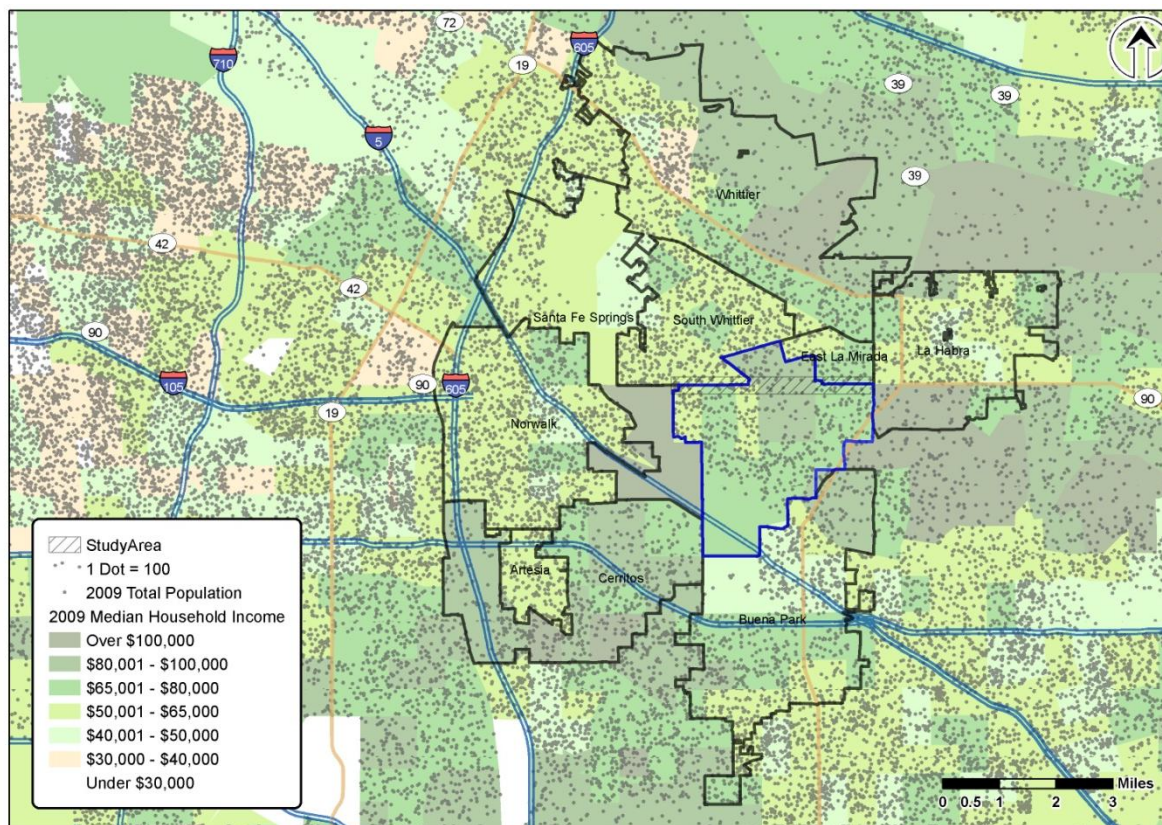 72
605
710
19
39
39
5
Whittier
39
42
42
Santa Fe Springs
South Whittier
90
East La Mirada
La Habra
105
90
605
90
19
Norwalk
Artesia
Cerritos
Buena Park
StudyArea
1 Dot = 100
2009 Total Population
2009 Median Household Income
Over $100,000
$80,001 - $100,000
$65,001 - $80,000
$50,001 - $65,000
$40,001 - $50,000
$30,000 - $40,000
Under $30,000
Miles
0 0.5 1 2 3